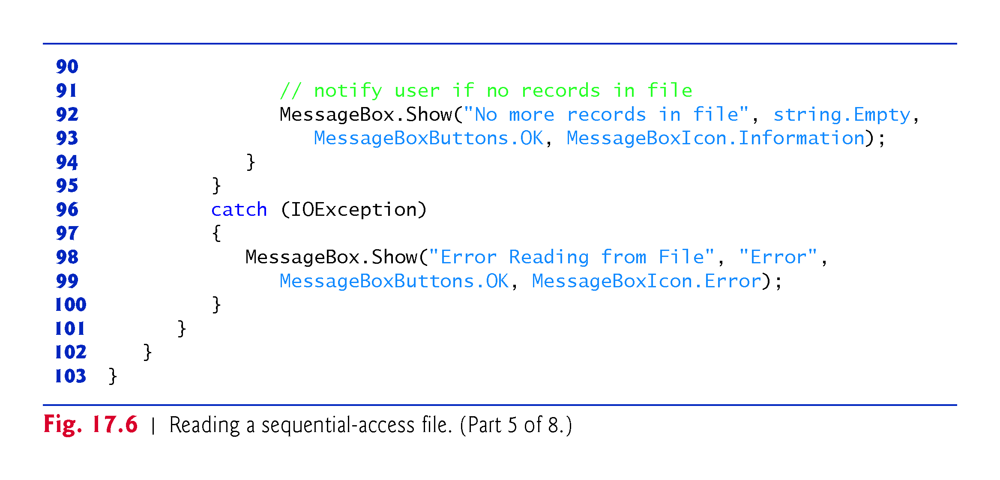 90
91 // notify user if no records in file
92 MessageBox.Show("No more records in file", string.Empty,
93 MessageBoxButtons.OK, MessageBoxIcon.Information);
94 }
95 }
96 catch (IOException)
97 {
98 MessageBox.Show("Error Reading from File", "Error",
99 MessageBoxButtons.OK, MessageBoxIcon.Error);
100 }
101 }
102 }
103 }
Fig. 17.6 | Reading a sequential-access file. (Part 5 of 8.)